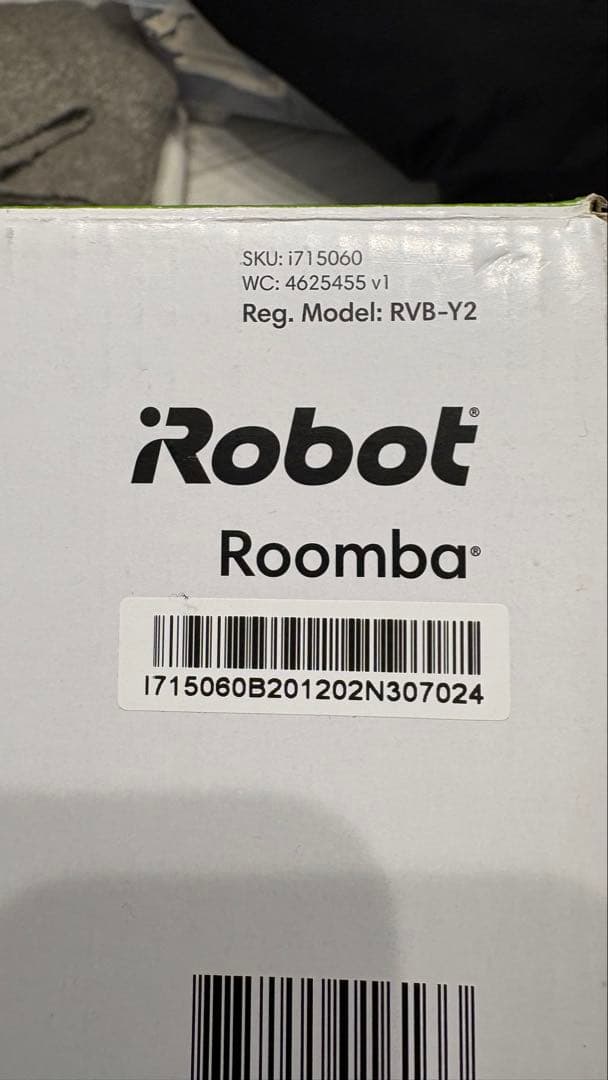 SKU: i715060
WC: 4625455 v1
Reg. Model: RVB-Y2
iRobot®
Roomba®
I715060B201202N307024